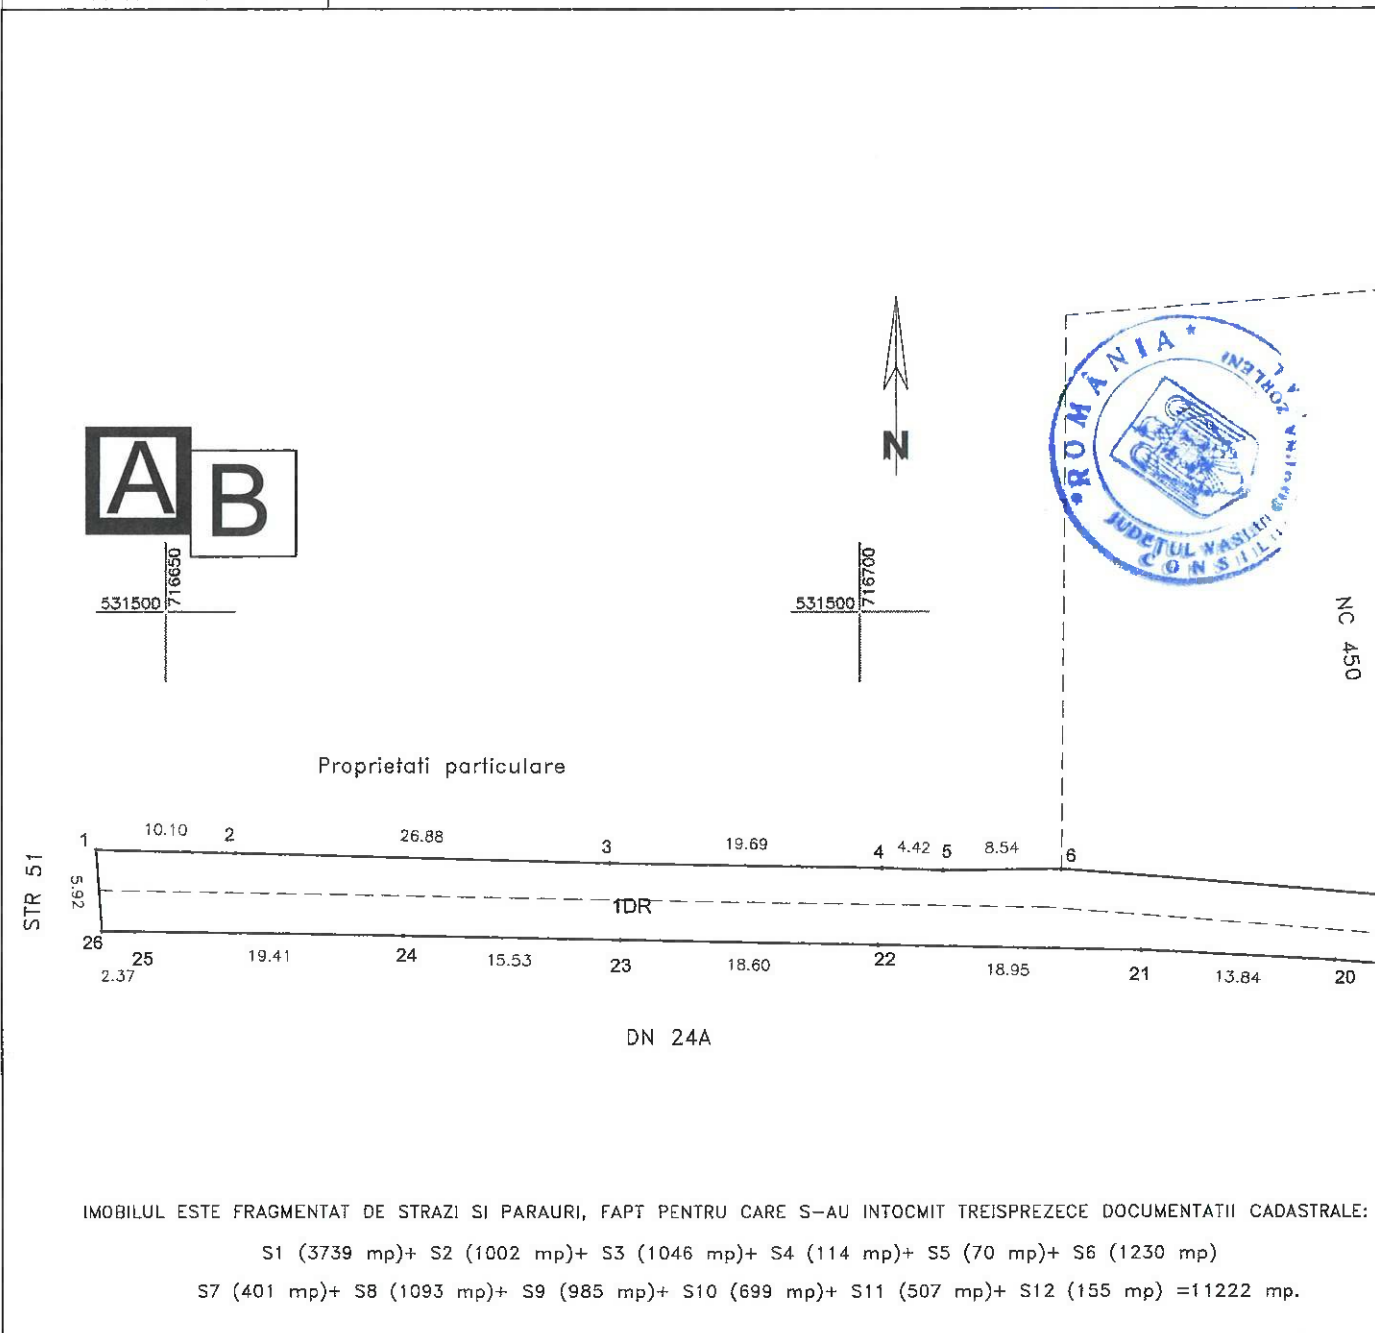 ROMÂNIA
ZORLENI
JUDEŢUL VASLUI
A B
N
531500 716650
531500 716700
NC 450
Proprietati particulare
1 10.10 2 26.88 3 19.69 4 4.42 5 8.54 6
STR 51
5.92
1DR
26 25 19.41 24 15.53 23 18.60 22 18.95 21 13.84 20
2.37
DN 24A
IMOBILUL ESTE FRAGMENTAT DE STRAZI SI PARAURI, FAPT PENTRU CARE S-AU INTOCMIT TREISPREZECE DOCUMENTATII CADASTRALE:
S1 (3739 mp)+ S2 (1002 mp)+ S3 (1046 mp)+ S4 (114 mp)+ S5 (70 mp)+ S6 (1230 mp)
S7 (401 mp)+ S8 (1093 mp)+ S9 (985 mp)+ S10 (699 mp)+ S11 (507 mp)+ S12 (155 mp) =11222 mp.